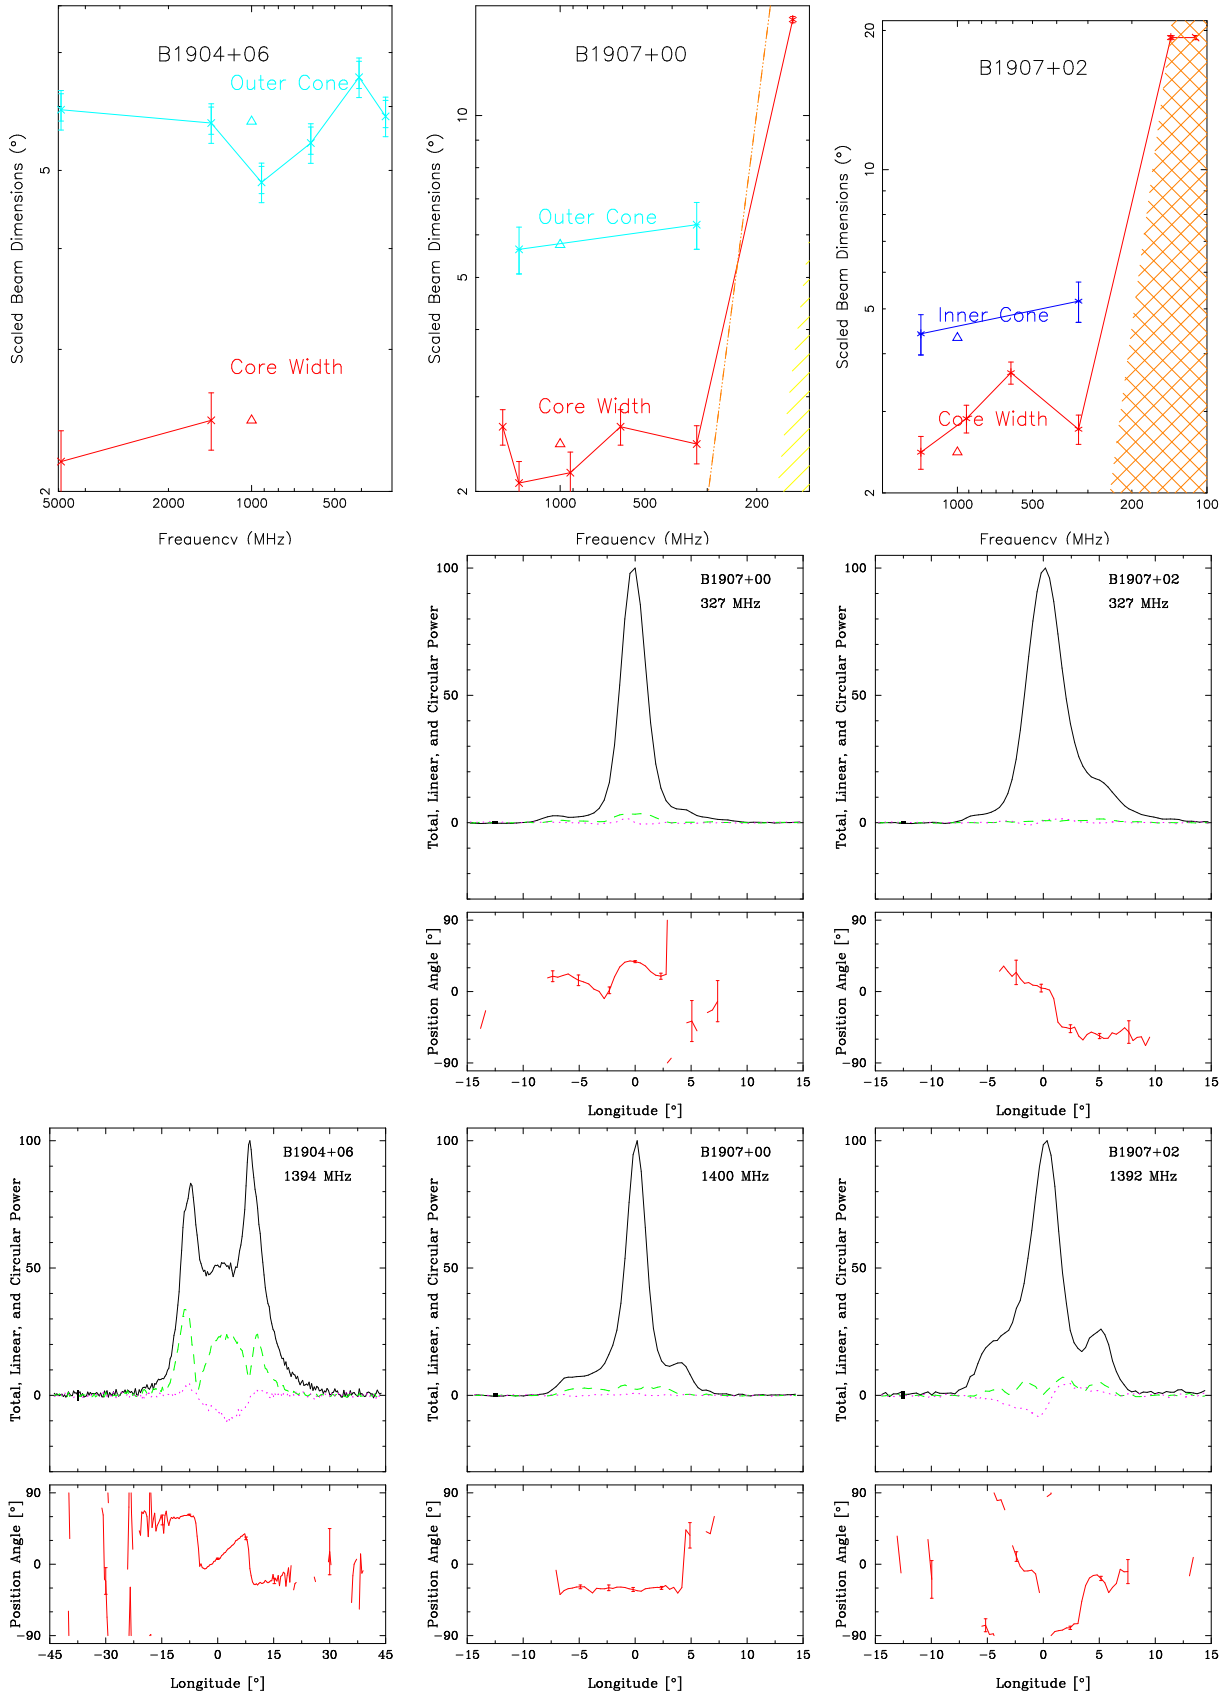 B1904+06
Outer Cone
Core Width
Scaled Beam Dimensions (°)
5
2
5000
2000
1000
500
Frequency (MHz)
B1907+00
Outer Cone
Core Width
Scaled Beam Dimensions (°)
10
5
2
1000
500
200
Frequency (MHz)
B1907+02
Inner Cone
Core Width
Scaled Beam Dimensions (°)
20
10
5
2
1000
200
100
Frequency (MHz)
B1907+00
327 MHz
Total, Linear, and Circular Power
100
50
0
Position Angle [°]
90
0
−90
−15 −10 −5 0 5 10 15
Longitude [°]
B1907+02
327 MHz
Total, Linear, and Circular Power
100
50
0
Position Angle [°]
90
0
−90
−15 −10 −5 0 5 10 15
Longitude [°]
B1904+06
1394 MHz
Total, Linear, and Circular Power
100
50
0
Position Angle [°]
90
0
−90
−45 −30 −15 0 15 30 45
Longitude [°]
B1907+00
1400 MHz
Total, Linear, and Circular Power
100
50
0
Position Angle [°]
90
0
−90
−15 −10 −5 0 5 10 15
Longitude [°]
B1907+02
1392 MHz
Total, Linear, and Circular Power
100
50
0
Position Angle [°]
90
0
−90
−15 −10 −5 0 5 10 15
Longitude [°]